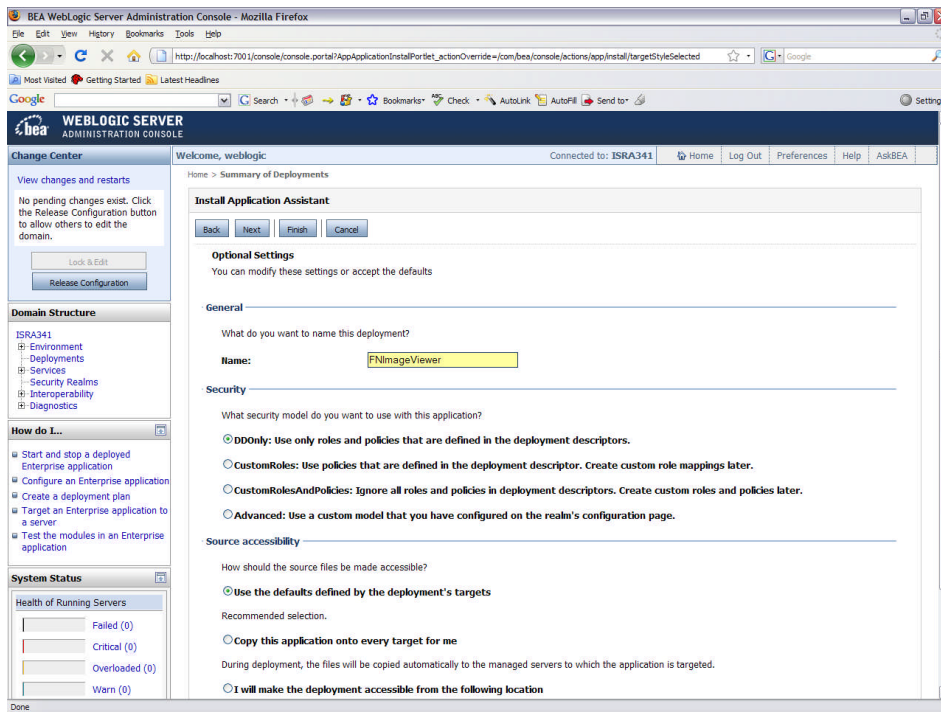 BEA WebLogic Server Administration Console - Mozilla Firefox
File Edit View History Bookmarks Tools Help
http://localhost:7001/console/console.portal?AppApplicationInstallPortlet_actionOverride=/com/bea/console/actions/app/install/targetStyleSelected
Google
Most Visited Getting Started Latest Headlines
Google Search Bookmarks ABC Check AutoLink AutoFill Send to Setting
bea WEBLOGIC SERVER
ADMINISTRATION CONSOLE
Change Center
View changes and restarts
No pending changes exist. Click
the Release Configuration button
to allow others to edit the
domain.
Lock & Edit
Release Configuration
Domain Structure
ISRA341
Environment
Deployments
Services
Security Realms
Interoperability
Diagnostics
How do I...
Start and stop a deployed
Enterprise application
Configure an Enterprise application
Create a deployment plan
Target an Enterprise application to
a server
Test the modules in an Enterprise
application
System Status
Health of Running Servers
Failed (0)
Critical (0)
Overloaded (0)
Warn (0)
Welcome, weblogic Connected to: ISRA341 Home Log Out Preferences Help AskBEA
Home > Summary of Deployments
Install Application Assistant
Back Next Finish Cancel
Optional Settings
You can modify these settings or accept the defaults
General
What do you want to name this deployment?
Name: FNImageViewer
Security
What security model do you want to use with this application?
DDOnly: Use only roles and policies that are defined in the deployment descriptors.
CustomRoles: Use policies that are defined in the deployment descriptor. Create custom role mappings later.
CustomRolesAndPolicies: Ignore all roles and policies in deployment descriptors. Create custom roles and policies later.
Advanced: Use a custom model that you have configured on the realm's configuration page.
Source accessibility
How should the source files be made accessible?
Use the defaults defined by the deployment's targets
Recommended selection.
Copy this application onto every target for me
During deployment, the files will be copied automatically to the managed servers to which the application is targeted.
I will make the deployment accessible from the following location
Done